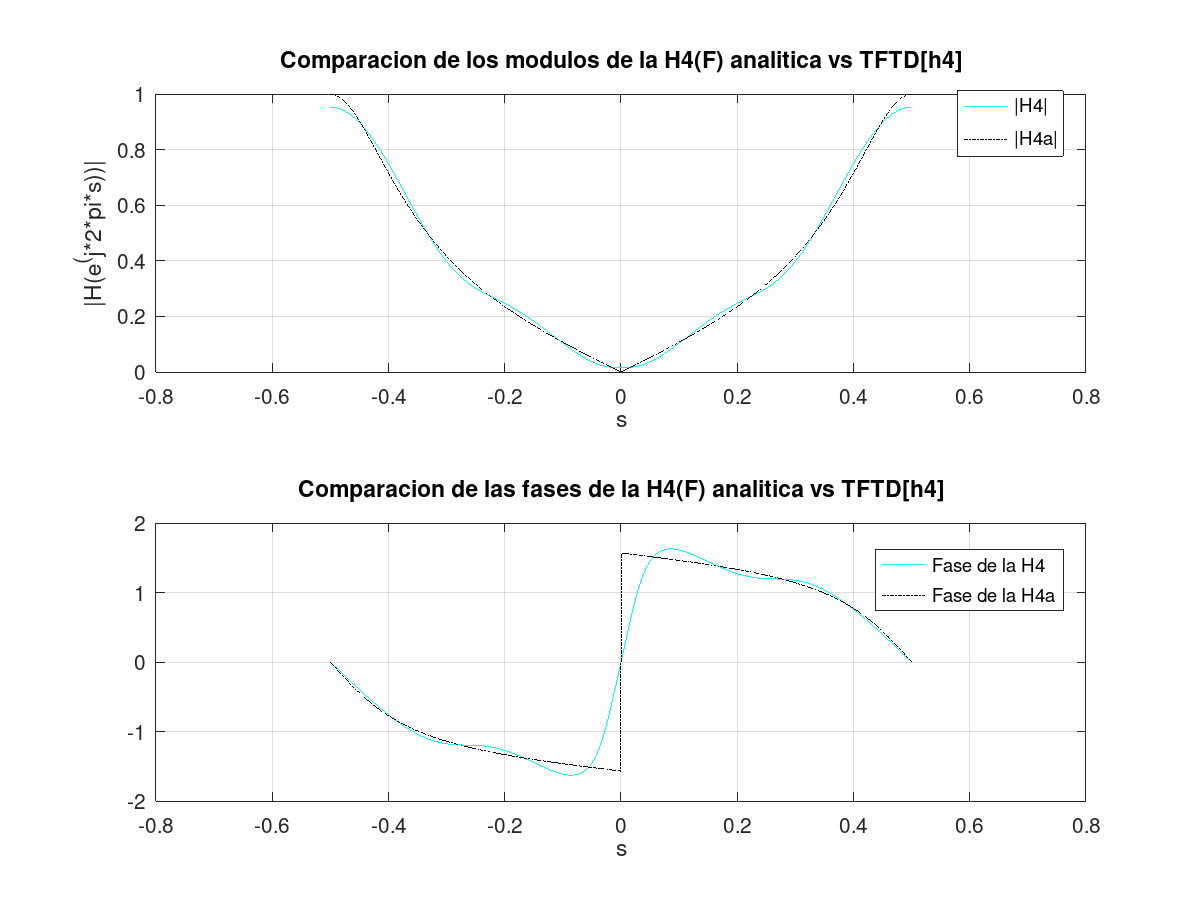 Comparacion de los modulos de la H4(F) analitica vs TFTD[h4]
|H(e(j*2*pi*s))|
1
0.8
0.6
0.4
0.2
0
-0.8 -0.6 -0.4 -0.2 0 0.2 0.4 0.6 0.8
s
|H4|
|H4a|
Comparacion de las fases de la H4(F) analitica vs TFTD[h4]
2
1
0
-1
-2
-0.8 -0.6 -0.4 -0.2 0 0.2 0.4 0.6 0.8
s
Fase de la H4
Fase de la H4a